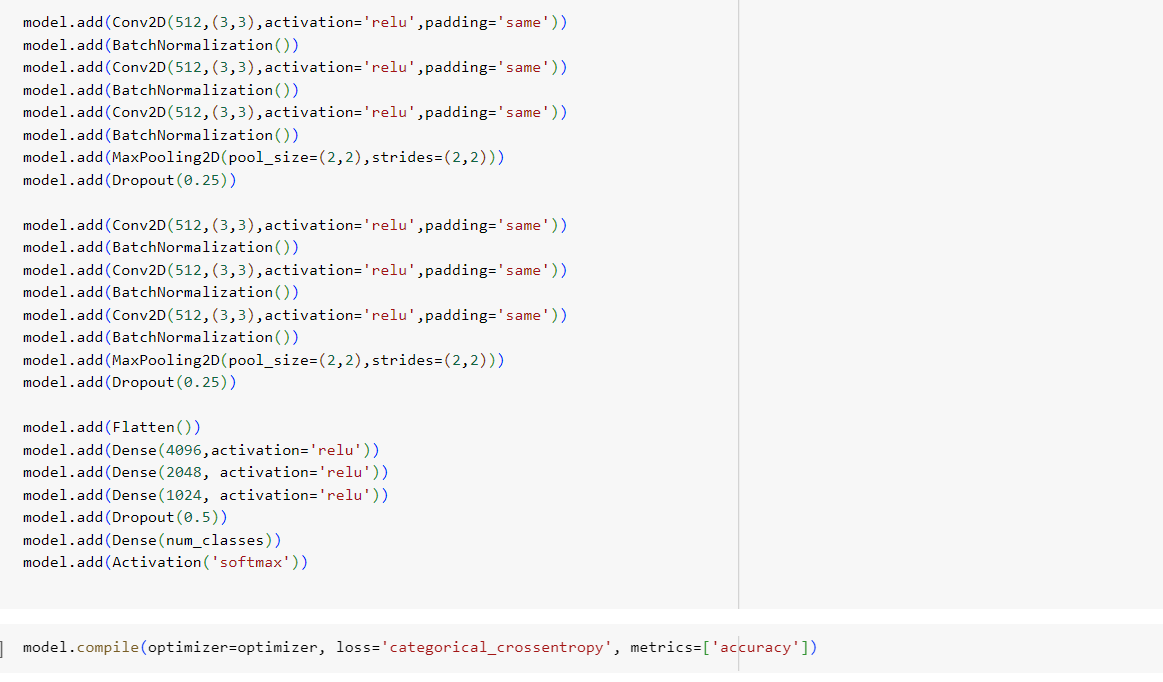 model.add(Conv2D(512,(3,3),activation='relu',padding='same'))
model.add(BatchNormalization())
model.add(Conv2D(512,(3,3),activation='relu',padding='same'))
model.add(BatchNormalization())
model.add(Conv2D(512,(3,3),activation='relu',padding='same'))
model.add(BatchNormalization())
model.add(MaxPooling2D(pool_size=(2,2),strides=(2,2)))
model.add(Dropout(0.25))

model.add(Conv2D(512,(3,3),activation='relu',padding='same'))
model.add(BatchNormalization())
model.add(Conv2D(512,(3,3),activation='relu',padding='same'))
model.add(BatchNormalization())
model.add(Conv2D(512,(3,3),activation='relu',padding='same'))
model.add(BatchNormalization())
model.add(MaxPooling2D(pool_size=(2,2),strides=(2,2)))
model.add(Dropout(0.25))

model.add(Flatten())
model.add(Dense(4096,activation='relu'))
model.add(Dense(2048, activation='relu'))
model.add(Dense(1024, activation='relu'))
model.add(Dropout(0.5))
model.add(Dense(num_classes))
model.add(Activation('softmax'))

] model.compile(optimizer=optimizer, loss='categorical_crossentropy', metrics=['accuracy'])